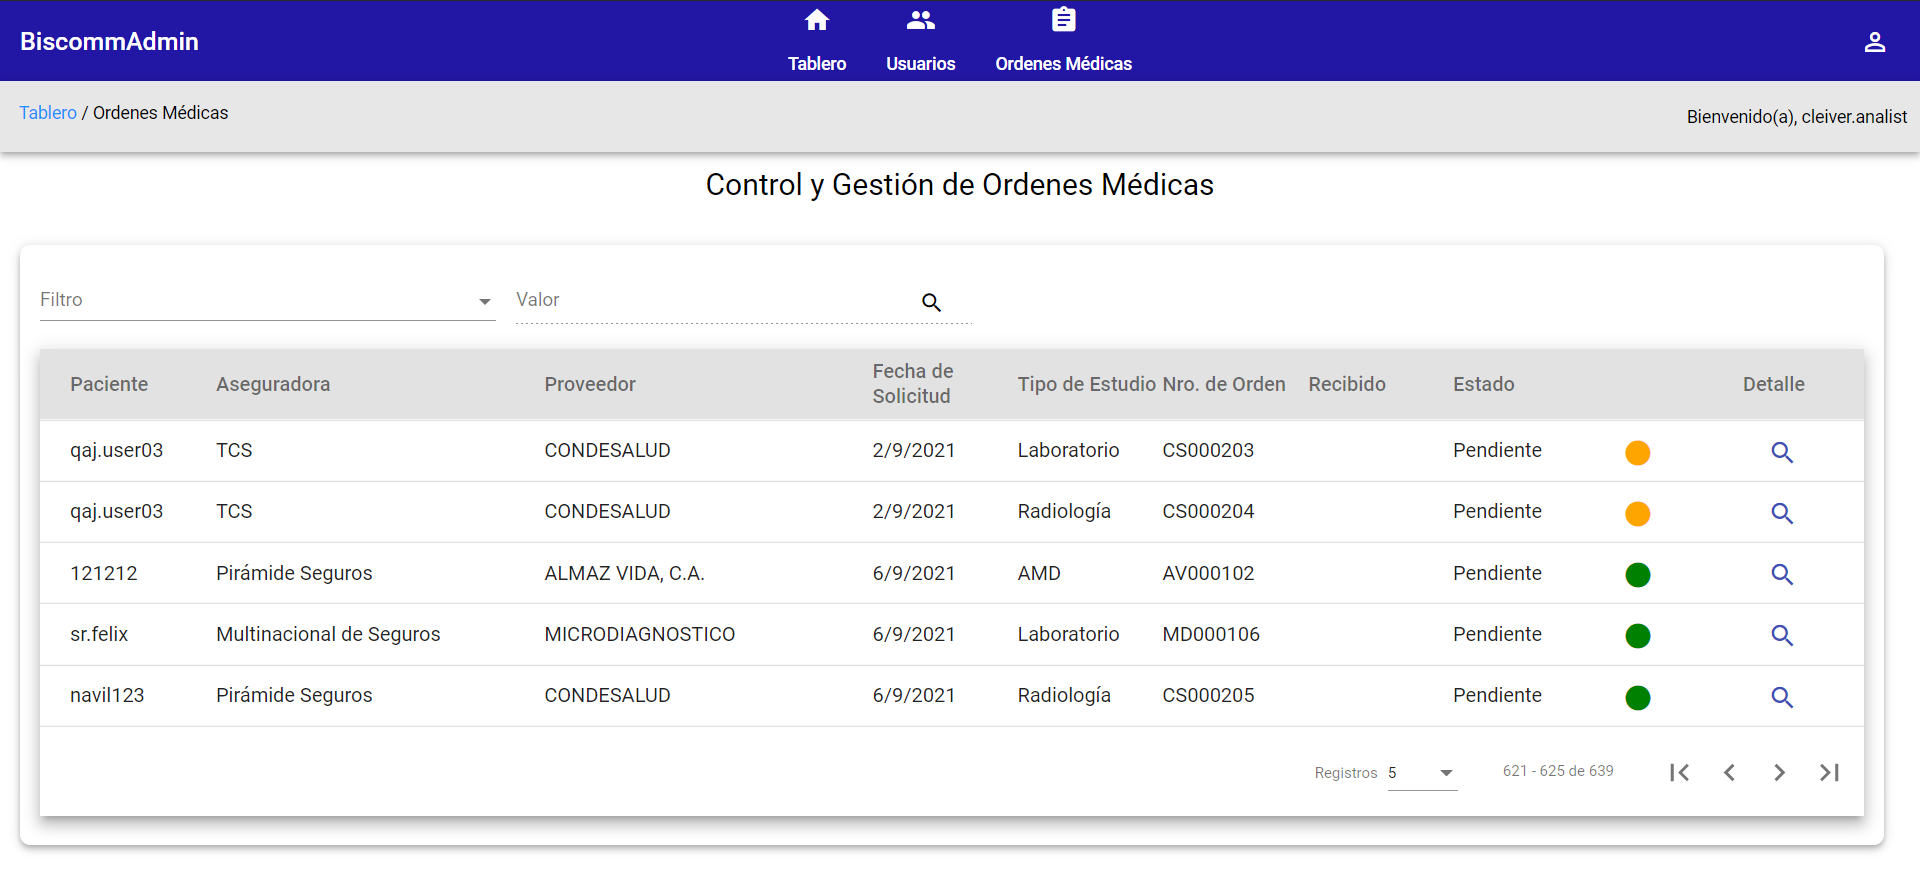 BiscommAdmin
Tablero
Usuarios
Ordenes Médicas
Tablero / Ordenes Médicas
Bienvenido(a), cleiver.analist
Control y Gestión de Ordenes Médicas
Filtro
Valor
Paciente Aseguradora Proveedor Fecha de Solicitud Tipo de Estudio Nro. de Orden Recibido Estado Detalle
qaj.user03 TCS CONDESALUD 2/9/2021 Laboratorio CS000203 Pendiente
qaj.user03 TCS CONDESALUD 2/9/2021 Radiología CS000204 Pendiente
121212 Pirámide Seguros ALMAZ VIDA, C.A. 6/9/2021 AMD AV000102 Pendiente
sr.felix Multinacional de Seguros MICRODIAGNOSTICO 6/9/2021 Laboratorio MD000106 Pendiente
navil123 Pirámide Seguros CONDESALUD 6/9/2021 Radiología CS000205 Pendiente
Registros 5 621 - 625 de 639